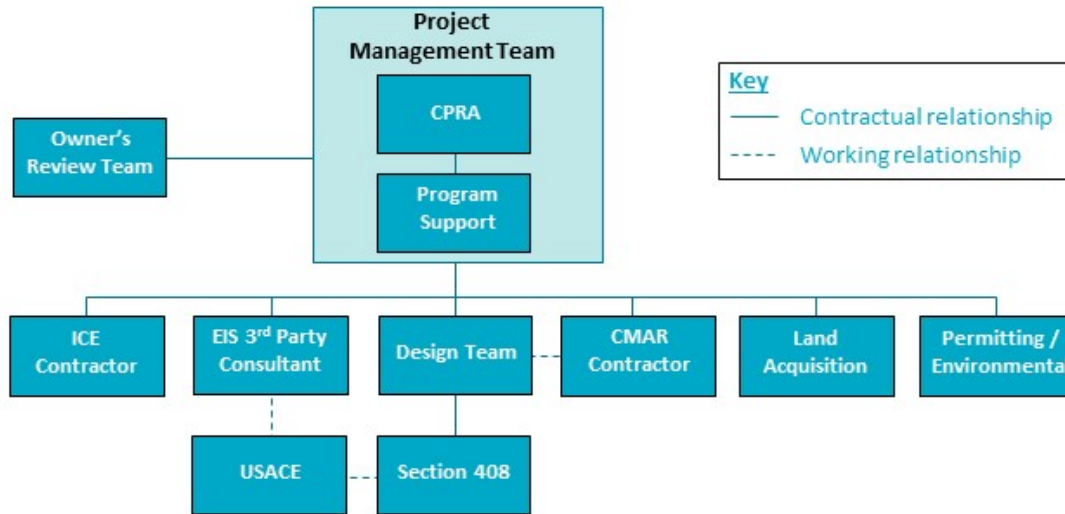 Project
Management Team
CPRA
Program
Support
Owner's
Review Team
Key
Contractual relationship
Working relationship
ICE
Contractor
EIS 3rd Party
Consultant
Design Team
CMAR
Contractor
Land
Acquisition
Permitting /
Environmenta
USACE
Section 408